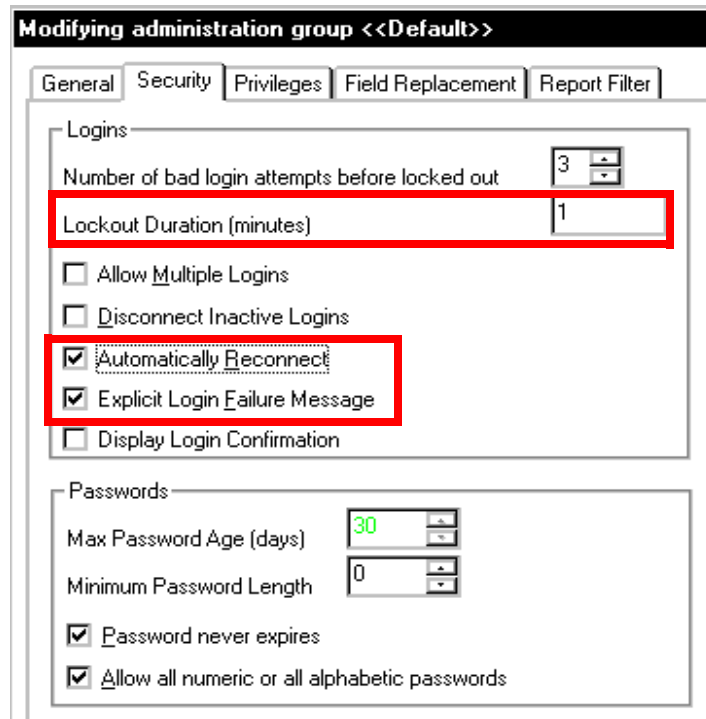 Modifying administration group <<Default>>
General Security Privileges Field Replacement Report Filter
Logins
Number of bad login attempts before locked out 3
Lockout Duration (minutes) 1
Allow Multiple Logins
Disconnect Inactive Logins
Automatically Reconnect
Explicit Login Failure Message
Display Login Confirmation
Passwords
Max Password Age (days) 30
Minimum Password Length 0
Password never expires
Allow all numeric or all alphabetic passwords